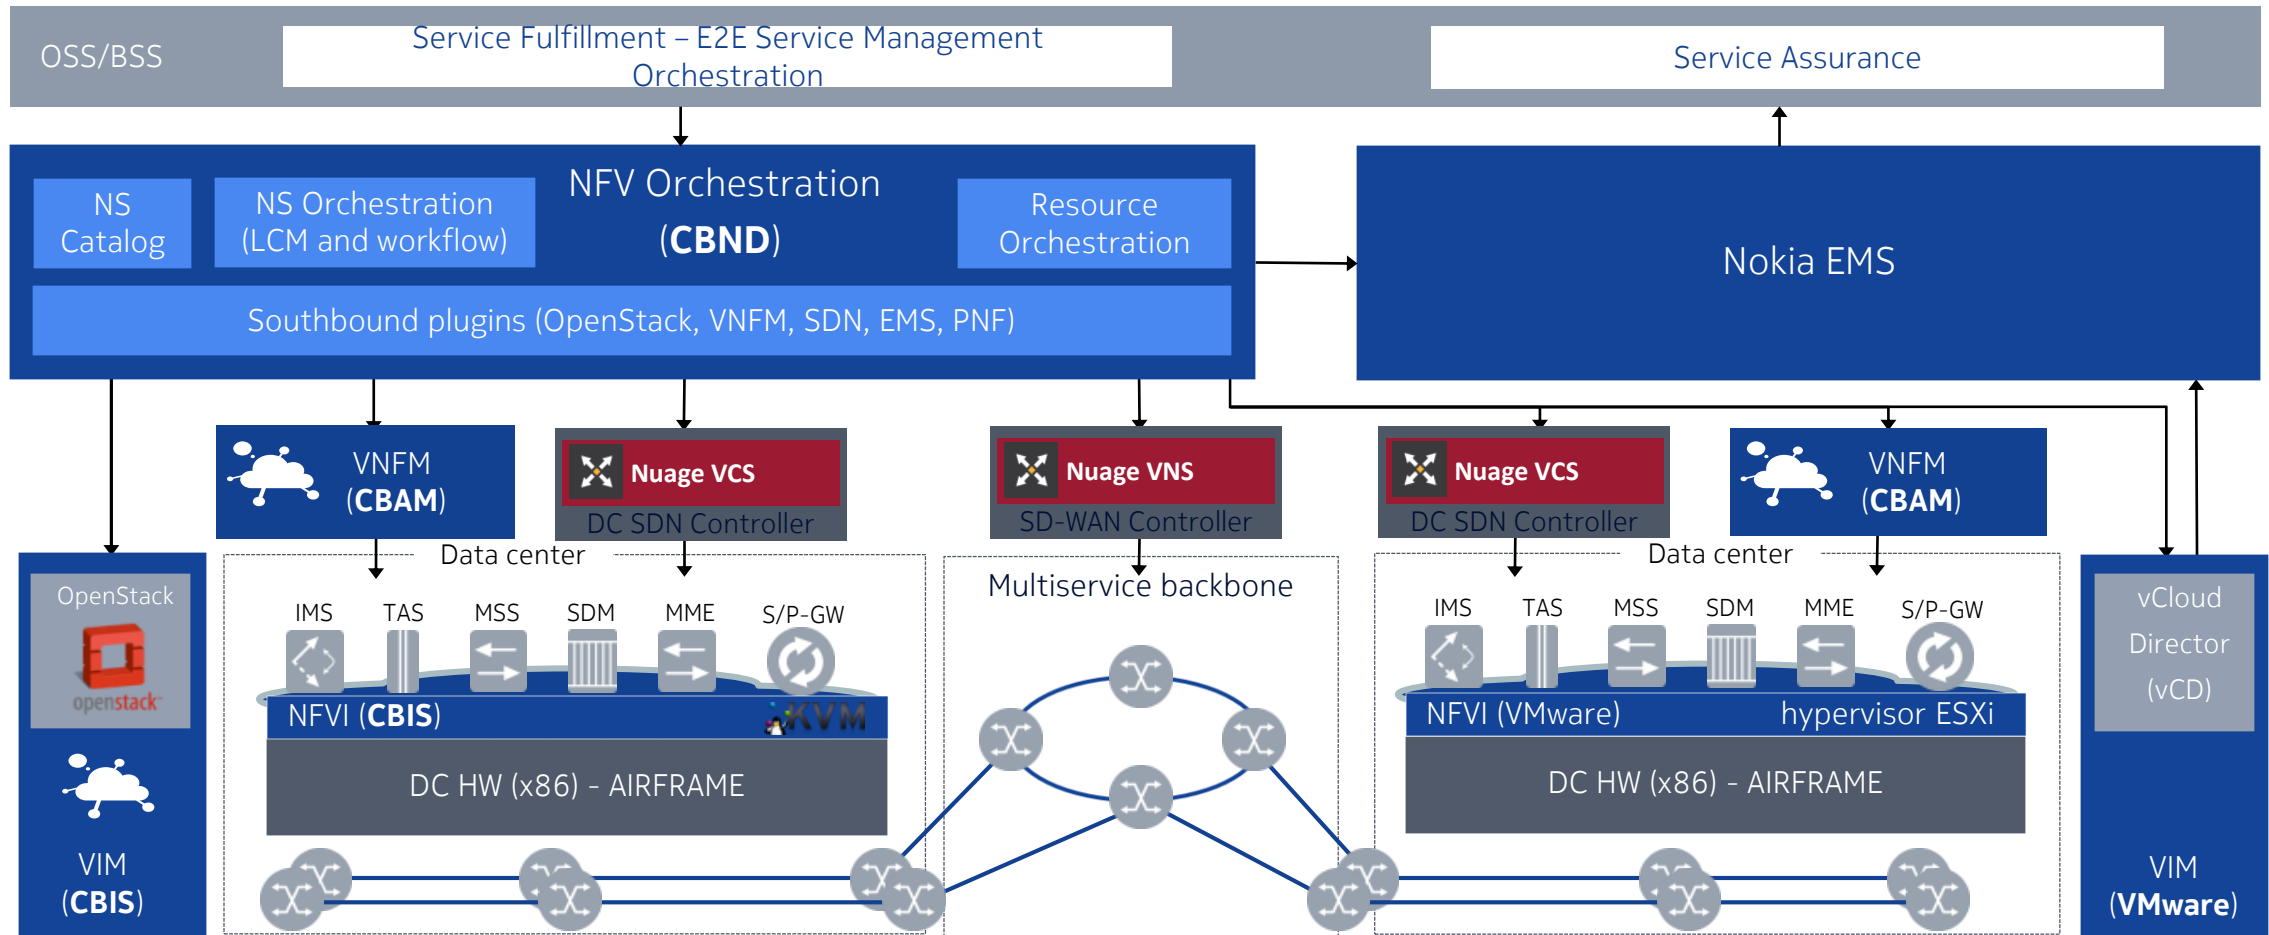 OSS/BSS
Service Fulfillment – E2E Service Management
Orchestration
Service Assurance
NFV Orchestration
(CBND)
NS
Catalog
NS Orchestration
(LCM and workflow)
Resource
Orchestration
Southbound plugins (OpenStack, VNFM, SDN, EMS, PNF)
Nokia EMS
VNFM
(CBAM)
Nuage VCS
DC SDN Controller
Nuage VNS
SD-WAN Controller
Nuage VCS
DC SDN Controller
VNFM
(CBAM)
OpenStack
openstack™
VIM
(CBIS)
Data center
IMS
TAS
MSS
SDM
MME
S/P-GW
NFVI (CBIS)
KVM
DC HW (x86) - AIRFRAME
Multiservice backbone
Data center
IMS
TAS
MSS
SDM
MME
S/P-GW
NFVI (VMware)
hypervisor ESXi
DC HW (x86) - AIRFRAME
vCloud
Director
(vCD)
VIM
(VMware)